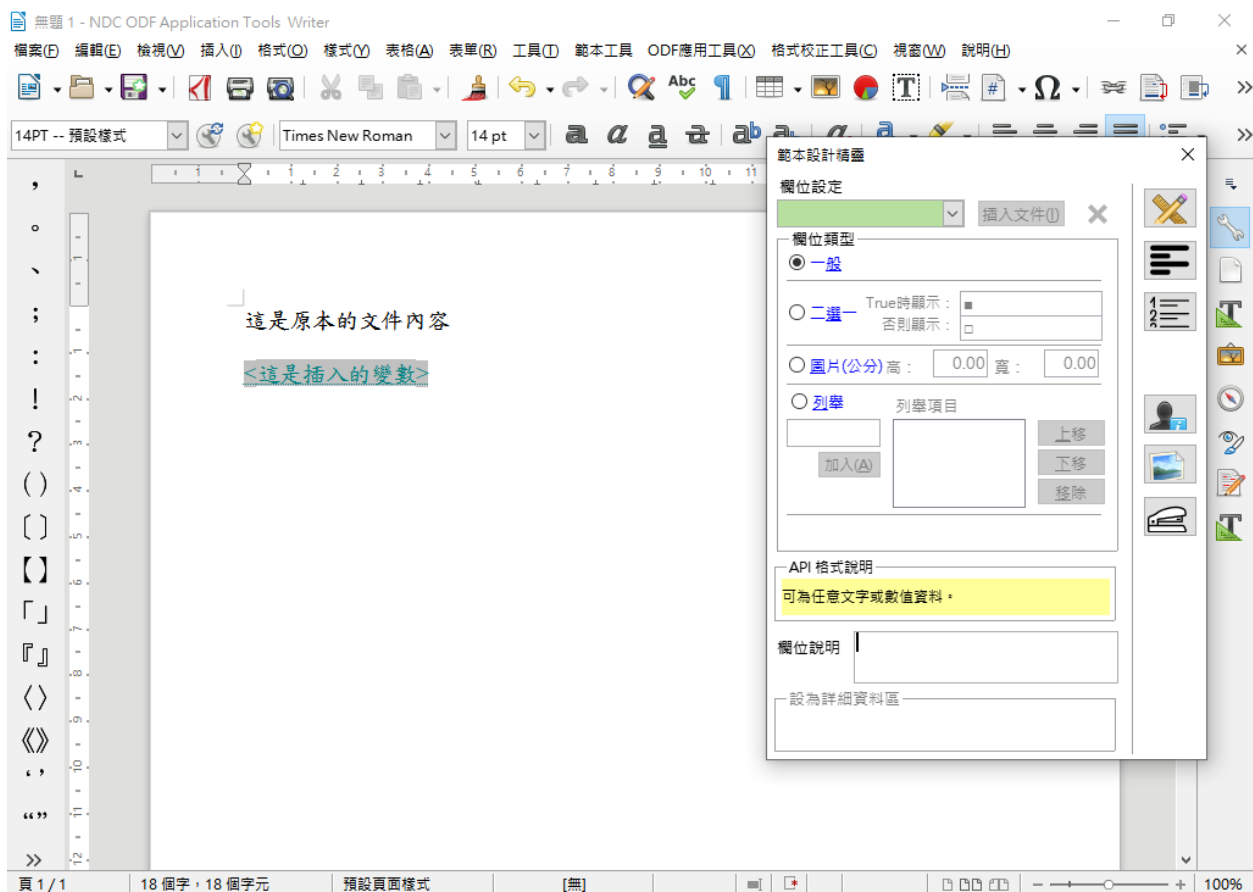 無題 1 - NDC ODF Application Tools Writer
檔案(F) 編輯(E) 檢視(V) 插入(I) 格式(O) 樣式(Y) 表格(A) 表單(R) 工具(T) 範本工具 ODF應用工具(X) 格式校正工具(C) 視窗(W) 說明(H)
14PT -- 預設樣式
Times New Roman
14 pt
這是原本的文件內容
<這是插入的變數>
範本設計精靈
欄位設定
插入文件(I)
欄位類型
一般
二選一
True時顯示：
■
否則顯示：
□
圖片(公分)
高：
0.00
寬：
0.00
列舉
列舉項目
上移
加入(A)
下移
移除
API 格式說明
可為任意文字或數值資料。
欄位說明
設為詳細資料區
，
。
、
；
：
！
？
（ ）
〔 〕
【 】
「 」
『 』
〈 〉
《 》
‘ ’
“ ”
頁 1 / 1
18 個字，18 個字元
預設頁面樣式
[無]
100%